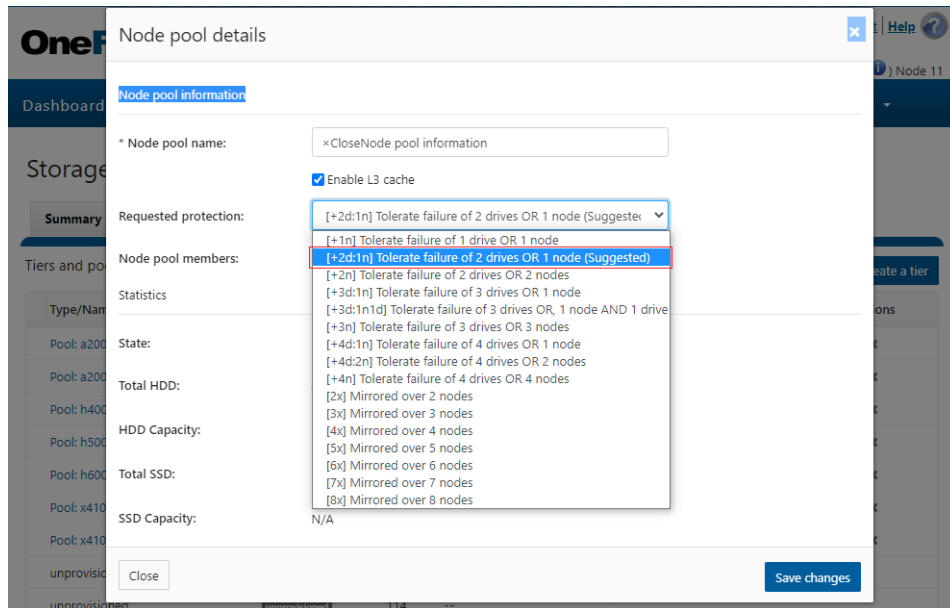 OneF
Node pool details
×
t | Help ?
i ) Node 11
Dashboard
Node pool information
* Node pool name:
×CloseNode pool information
Storage
Enable L3 cache
Summary
Requested protection:
[+2d:1n] Tolerate failure of 2 drives OR 1 node (Suggested
[+1n] Tolerate failure of 1 drive OR 1 node
[+2d:1n] Tolerate failure of 2 drives OR 1 node (Suggested)
[+2n] Tolerate failure of 2 drives OR 2 nodes
[+3d:1n] Tolerate failure of 3 drives OR 1 node
[+3d:1n1d] Tolerate failure of 3 drives OR, 1 node AND 1 drive
[+3n] Tolerate failure of 3 drives OR 3 nodes
[+4d:1n] Tolerate failure of 4 drives OR 1 node
[+4d:2n] Tolerate failure of 4 drives OR 2 nodes
[+4n] Tolerate failure of 4 drives OR 4 nodes
[2x] Mirrored over 2 nodes
[3x] Mirrored over 3 nodes
[4x] Mirrored over 4 nodes
[5x] Mirrored over 5 nodes
[6x] Mirrored over 6 nodes
[7x] Mirrored over 7 nodes
[8x] Mirrored over 8 nodes
Node pool members:
Tiers and po
eate a tier
Statistics
Type/Nam
ons
State:
Pool: a200
Pool: a200
Total HDD:
Pool: h400
HDD Capacity:
Pool: h500
Total SSD:
Pool: h600
Pool: x410
SSD Capacity:
N/A
Pool: x410
unprovisio
Close
Save changes
unprovisioned
unprovisioned
114
--